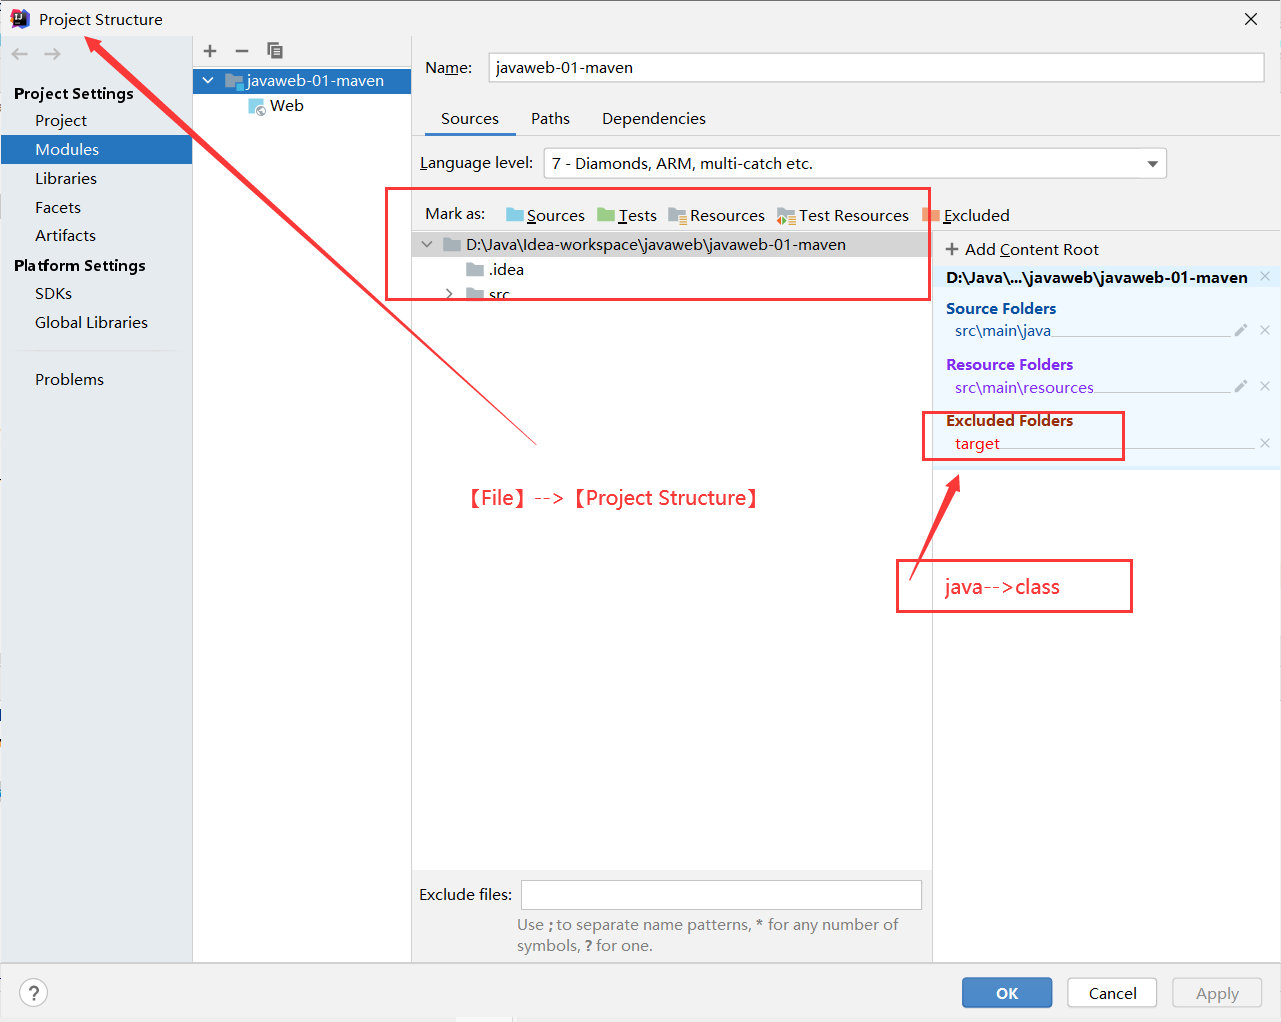 Project Structure
Project Settings
Project
Modules
Libraries
Facets
Artifacts
Platform Settings
SDKs
Global Libraries
Problems
javaweb-01-maven
Web
Name: javaweb-01-maven
Sources Paths Dependencies
Language level: 7 - Diamonds, ARM, multi-catch etc.
Mark as: Sources Tests Resources Test Resources Excluded
D:\Java\Idea-workspace\javaweb\javaweb-01-maven
.idea
src
Add Content Root
D:\Java\...\javaweb\javaweb-01-maven
Source Folders
src\main\java
Resource Folders
src\main\resources
Excluded Folders
target
【File】-->【Project Structure】
java-->class
Exclude files:
Use ; to separate name patterns, * for any number of
symbols, ? for one.
?
OK Cancel Apply